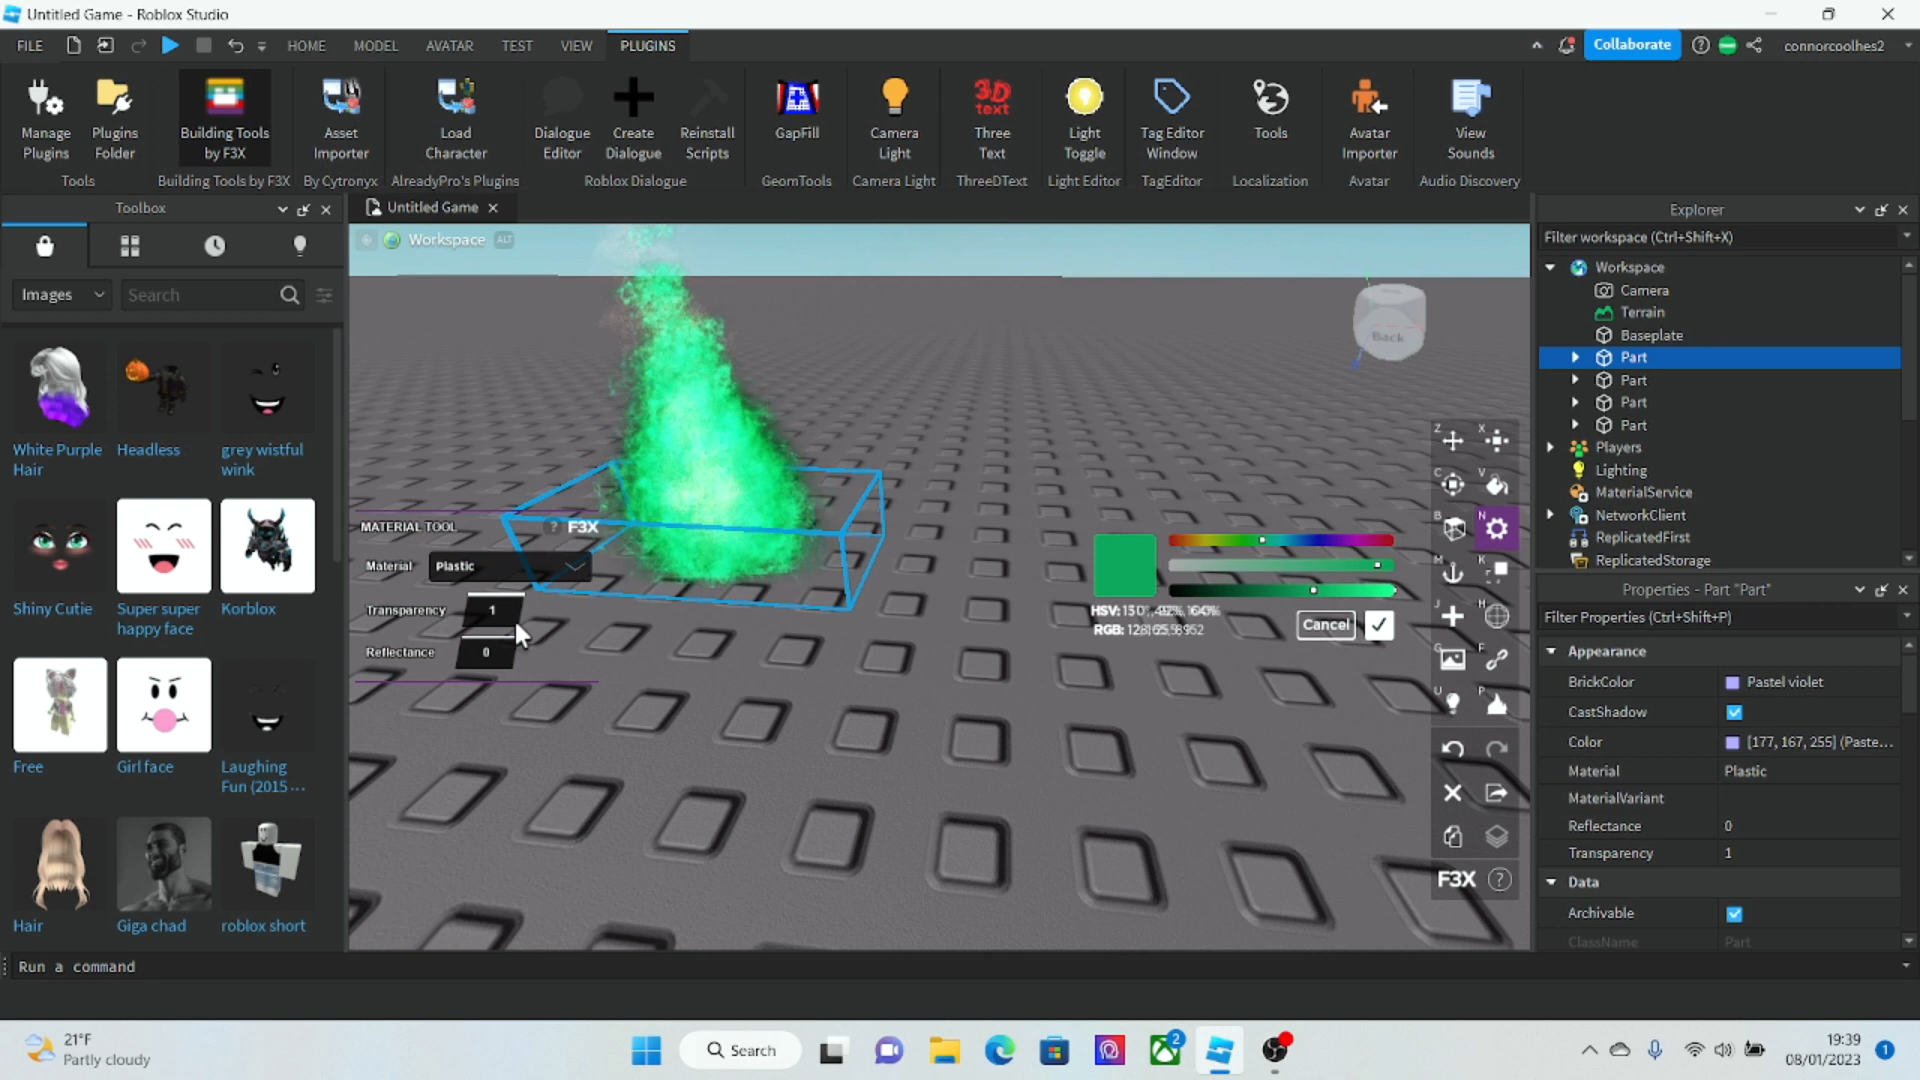 Untitled Game - Roblox Studio
FILE HOME MODEL AVATAR TEST VIEW PLUGINS Collaborate connorcoolhes2
Manage Plugins
Plugins Folder
Building Tools by F3X
Asset Importer
Load Character
Dialogue Editor
Create Dialogue
Reinstall Scripts
GapFill
Camera Light
3D text
Three Text
Light Toggle
Tag Editor Window
Tools
Avatar Importer
View Sounds
Tools Building Tools by F3X By Cytronyx AlreadyPro's Plugins Roblox Dialogue GeomTools Camera Light ThreeDText Light Editor TagEditor Localization Avatar Audio Discovery
Toolbox
Images Search
White Purple Hair
Headless
grey wistful wink
Shiny Cutie
Super super happy face
Korblox
Free
Girl face
Laughing Fun (2015 ...
Hair
Giga chad
roblox short
Untitled Game
Workspace ALT
Back
MATERIAL TOOL ? F3X
Material Plastic
Transparency 1
Reflectance 0
Cancel
Z X
C V
B N
M K
J H
G F
U P
F3X ?
Explorer
Filter workspace (Ctrl+Shift+X)
Workspace
Camera
Terrain
Baseplate
Part
Part
Part
Part
Players
Lighting
MaterialService
NetworkClient
ReplicatedFirst
ReplicatedStorage
Properties - Part "Part"
Filter Properties (Ctrl+Shift+P)
Appearance
BrickColor Pastel violet
CastShadow
Color [177, 167, 255] (Paste...
Material Plastic
MaterialVariant
Reflectance 0
Transparency 1
Data
Archivable
ClassName Part
Run a command
21°F
Partly cloudy
Search
2
19:39
08/01/2023
1